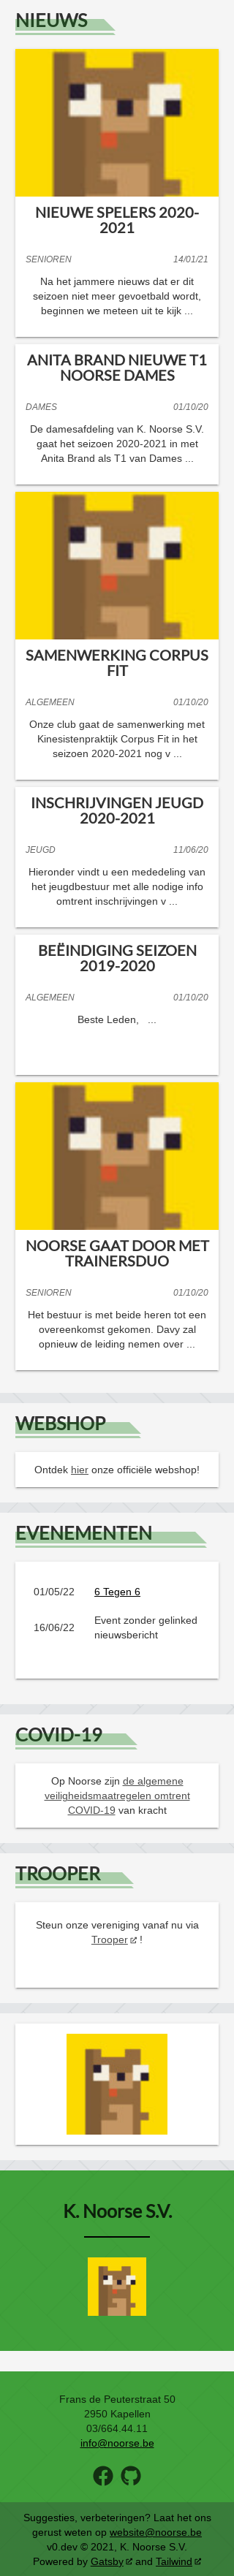 NIEUWS
NIEUWE SPELERS 2020-
2021
SENIOREN 14/01/21
Na het jammere nieuws dat er dit
seizoen niet meer gevoetbald wordt,
beginnen we meteen uit te kijk ...
ANITA BRAND NIEUWE T1
NOORSE DAMES
DAMES 01/10/20
De damesafdeling van K. Noorse S.V.
gaat het seizoen 2020-2021 in met
Anita Brand als T1 van Dames ...
SAMENWERKING CORPUS
FIT
ALGEMEEN 01/10/20
Onze club gaat de samenwerking met
Kinesistenpraktijk Corpus Fit in het
seizoen 2020-2021 nog v ...
INSCHRIJVINGEN JEUGD
2020-2021
JEUGD 11/06/20
Hieronder vindt u een mededeling van
het jeugdbestuur met alle nodige info
omtrent inschrijvingen v ...
BEËINDIGING SEIZOEN
2019-2020
ALGEMEEN 01/10/20
Beste Leden, ...
NOORSE GAAT DOOR MET
TRAINERSDUO
SENIOREN 01/10/20
Het bestuur is met beide heren tot een
overeenkomst gekomen. Davy zal
opnieuw de leiding nemen over ...
WEBSHOP
Ontdek hier onze officiële webshop!
EVENEMENTEN
01/05/22 6 Tegen 6
16/06/22 Event zonder gelinked
nieuwsbericht
COVID-19
Op Noorse zijn de algemene
veiligheidsmaatregelen omtrent
COVID-19 van kracht
TROOPER
Steun onze vereniging vanaf nu via
Trooper !
K. Noorse S.V.
Frans de Peuterstraat 50
2950 Kapellen
03/664.44.11
info@noorse.be
Suggesties, verbeteringen? Laat het ons
gerust weten op website@noorse.be
v0.dev © 2021, K. Noorse S.V.
Powered by Gatsby and Tailwind